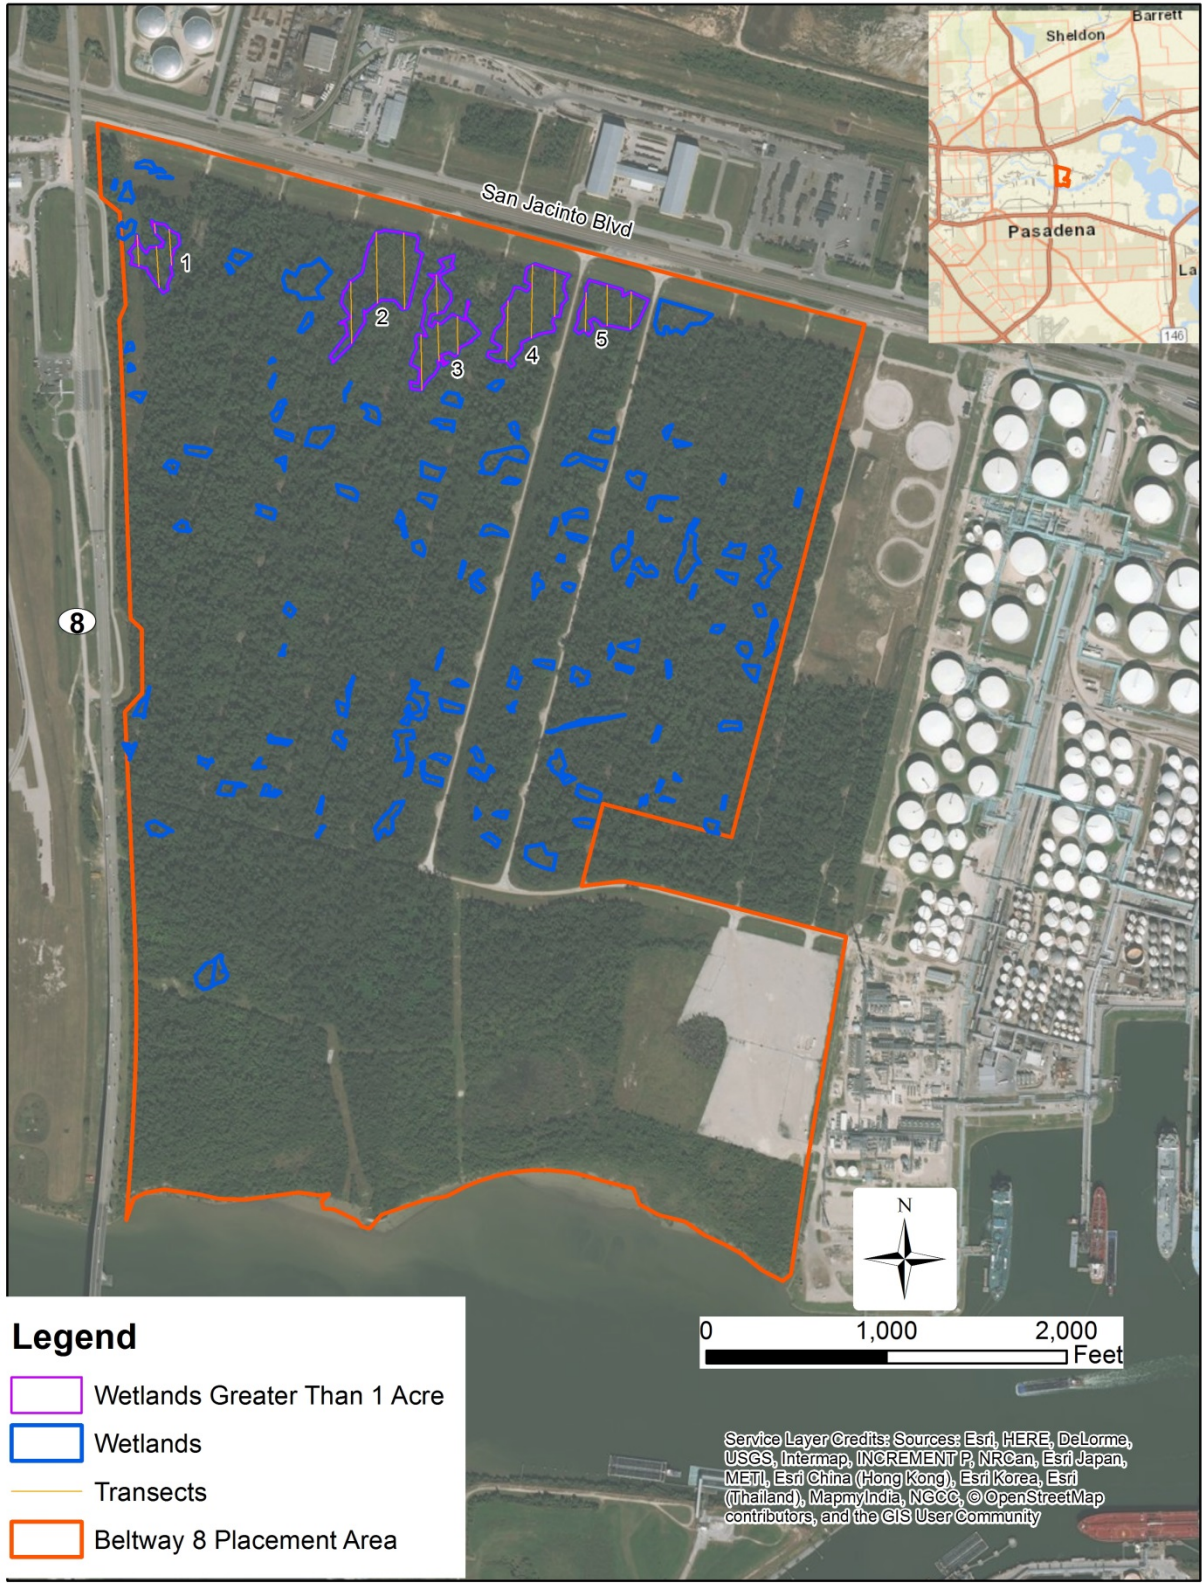 Barrett
Sheldon
Pasadena
La
146
San Jacinto Blvd
1
2
3
4
5
8
N
0 1,000 2,000
Feet
Legend
Wetlands Greater Than 1 Acre
Wetlands
Transects
Beltway 8 Placement Area
Service Layer Credits: Sources: Esri, HERE, DeLorme,
USGS, Intermap, INCREMENT P, NRCan, Esri Japan,
METI, Esri China (Hong Kong), Esri Korea, Esri
(Thailand), MapmyIndia, NGCC, © OpenStreetMap
contributors, and the GIS User Community